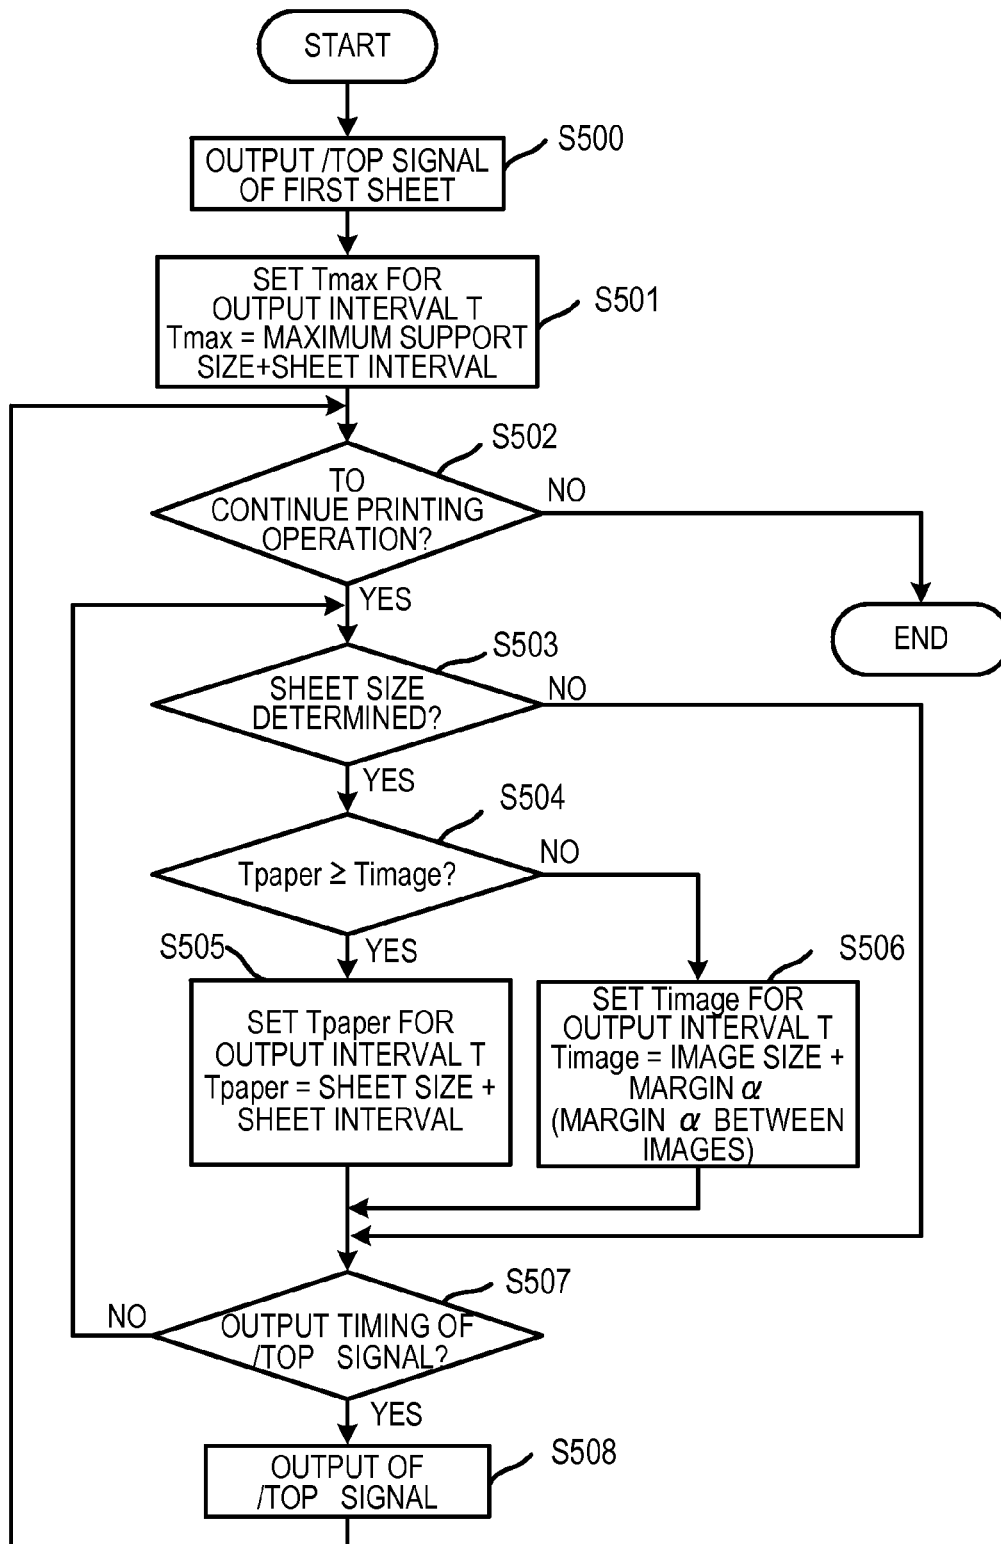 START
S500
OUTPUT /TOP SIGNAL
OF FIRST SHEET
S501
SET Tmax FOR
OUTPUT INTERVAL T
Tmax = MAXIMUM SUPPORT
SIZE+SHEET INTERVAL
S502
TO
CONTINUE PRINTING
OPERATION?
NO
YES
END
S503
SHEET SIZE
DETERMINED?
NO
YES
S504
Tpaper ≥ Timage?
NO
YES
S505
SET Tpaper FOR
OUTPUT INTERVAL T
Tpaper = SHEET SIZE +
SHEET INTERVAL
S506
SET Timage FOR
OUTPUT INTERVAL T
Timage = IMAGE SIZE +
MARGIN α
(MARGIN α BETWEEN
IMAGES)
S507
NO
OUTPUT TIMING OF
/TOP SIGNAL?
YES
S508
OUTPUT OF
/TOP SIGNAL